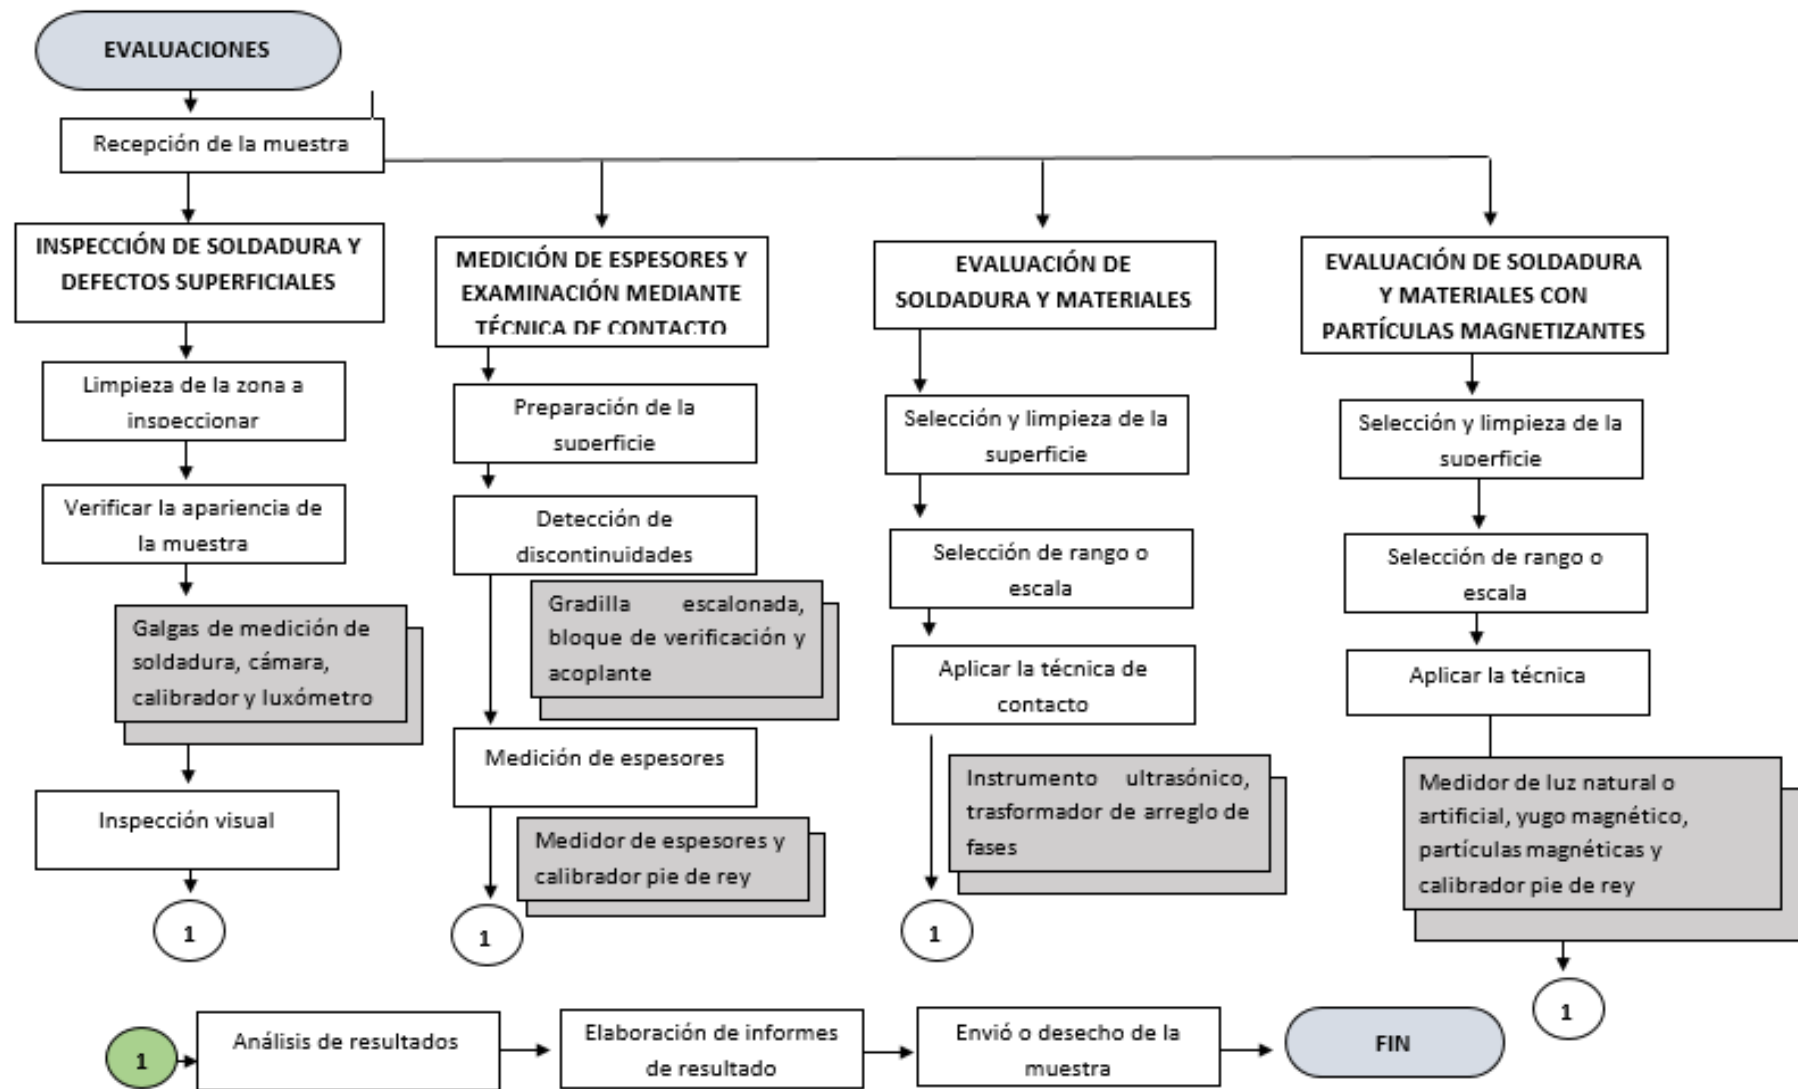 EVALUACIONES
Recepción de la muestra
INSPECCIÓN DE SOLDADURA Y
DEFECTOS SUPERFICIALES
Limpieza de la zona a
inspeccionar
Verificar la apariencia de
la muestra
Galgas de medición de
soldadura, cámara,
calibrador y luxómetro
Inspección visual
1
MEDICIÓN DE ESPESORES Y
EXAMINACIÓN MEDIANTE
TÉCNICA DE CONTACTO
Preparación de la
superficie
Detección de
discontinuidades
Gradilla escalonada,
bloque de verificación y
acoplante
Medición de espesores
Medidor de espesores y
calibrador pie de rey
1
EVALUACIÓN DE
SOLDADURA Y MATERIALES
Selección y limpieza de la
superficie
Selección de rango o
escala
Aplicar la técnica de
contacto
Instrumento ultrasónico,
trasformador de arreglo de
fases
1
EVALUACIÓN DE SOLDADURA
Y MATERIALES CON
PARTÍCULAS MAGNETIZANTES
Selección y limpieza de la
superficie
Selección de rango o
escala
Aplicar la técnica
Medidor de luz natural o
artificial, yugo magnético,
partículas magnéticas y
calibrador pie de rey
1
1
Análisis de resultados
Elaboración de informes
de resultado
Envió o desecho de la
muestra
FIN